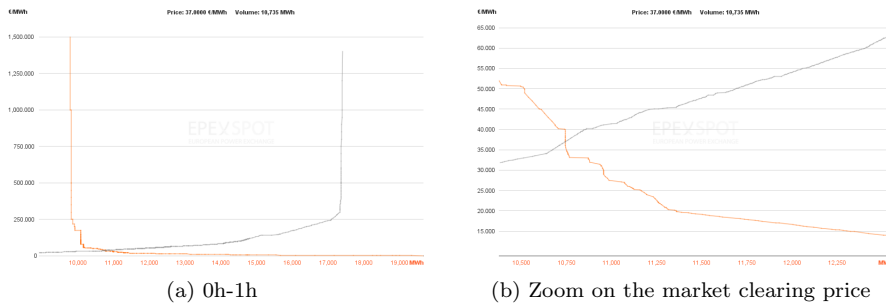 €/MWh
Price: 37.0000 €/MWh Volume: 10,735 MWh
1,500.000
1,250.000
1,000.000
750.000
500.000
250.000
0
10,000 11,000 12,000 13,000 14,000 15,000 16,000 17,000 18,000 19,000 MWh
EPEXSPOT
(a) 0h-1h
€/MWh
Price: 37.0000 €/MWh Volume: 10,735 MWh
65.000
60.000
55.000
50.000
45.000
40.000
35.000
30.000
25.000
20.000
15.000
10,500 10,750 11,000 11,250 11,500 11,750 12,000 12,250 MW
EPEXSPOT
(b) Zoom on the market clearing price